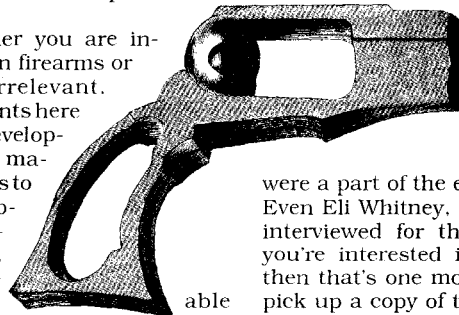 er you are in-
n firearms or
rrelevant.
nts here
evelop-
ma-
s to
able
were a part of the e
Even Eli Whitney,
interviewed for th
you're interested i
then that's one mo
pick up a copy of t